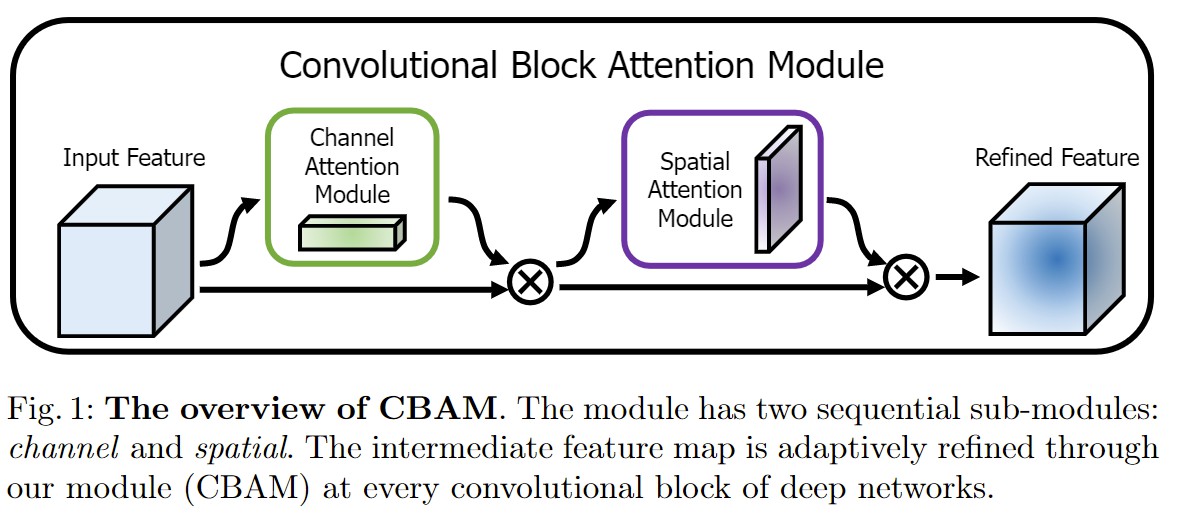 Convolutional Block Attention Module
Input Feature
Channel
Attention
Module
Spatial
Attention
Module
Refined Feature
Fig. 1: The overview of CBAM. The module has two sequential sub-modules:
channel and spatial. The intermediate feature map is adaptively refined through
our module (CBAM) at every convolutional block of deep networks.